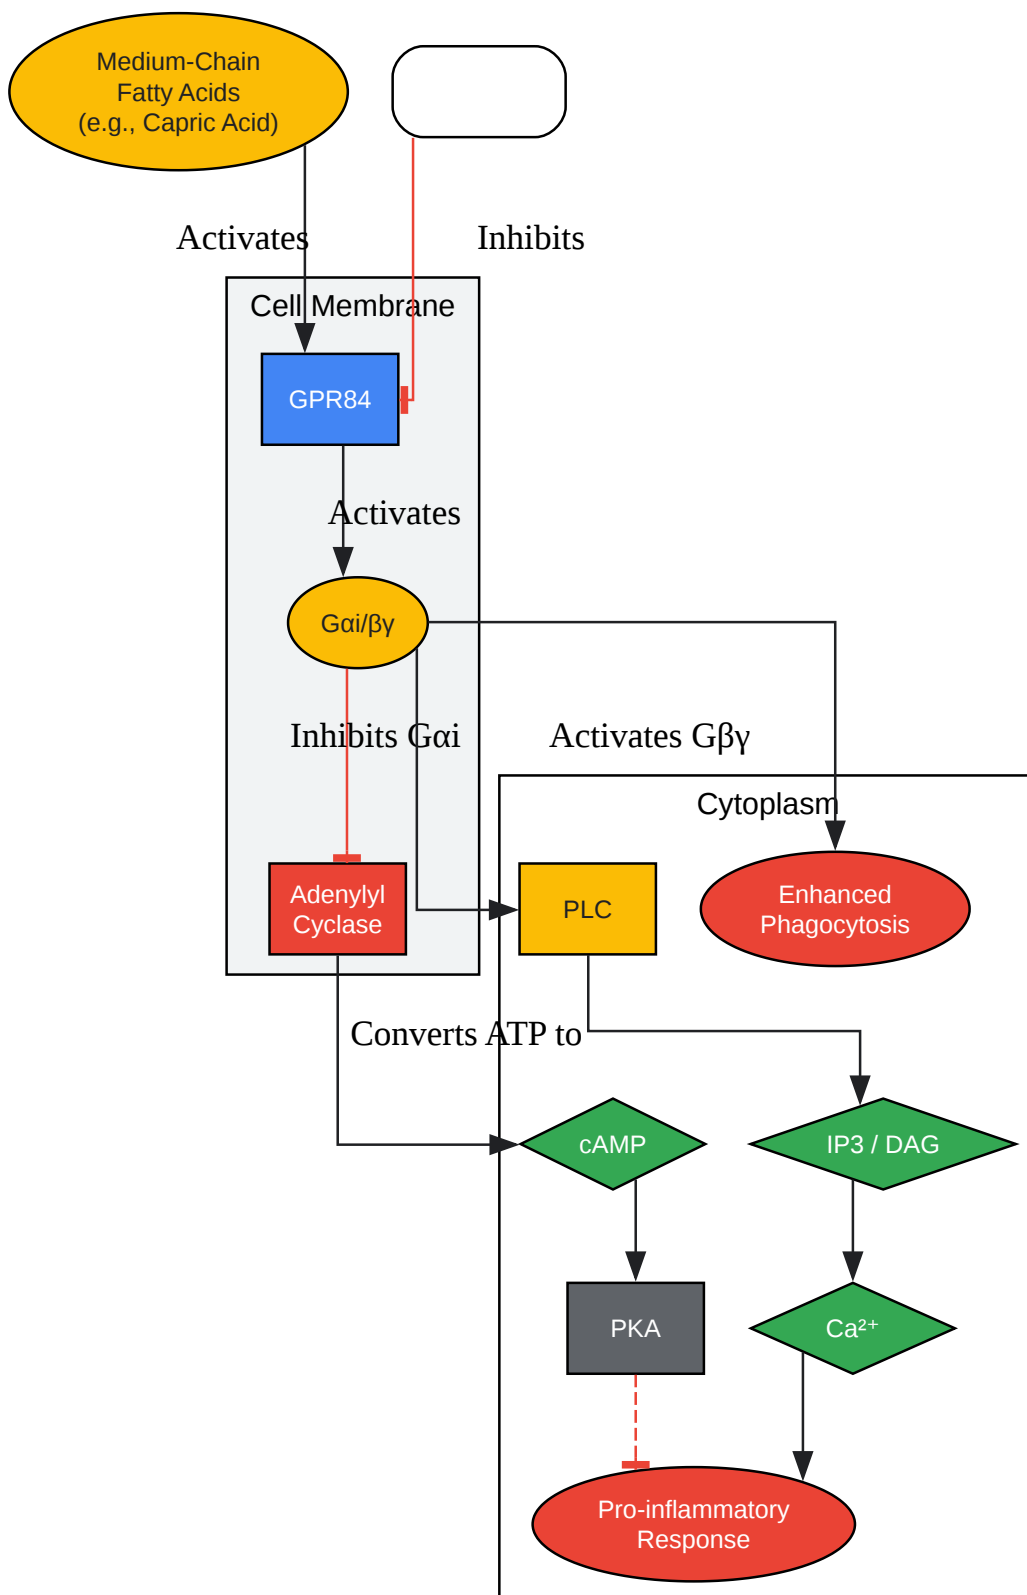 Medium-Chain
Fatty Acids
(e.g., Capric Acid)
Activates
Inhibits
Cell Membrane
GPR84
Activates
Gαi/βγ
Inhibits Gαi
Activates Gβγ
Cytoplasm
Adenylyl
Cyclase
PLC
Enhanced
Phagocytosis
Converts ATP to
cAMP
IP3 / DAG
PKA
Ca²⁺
Pro-inflammatory
Response